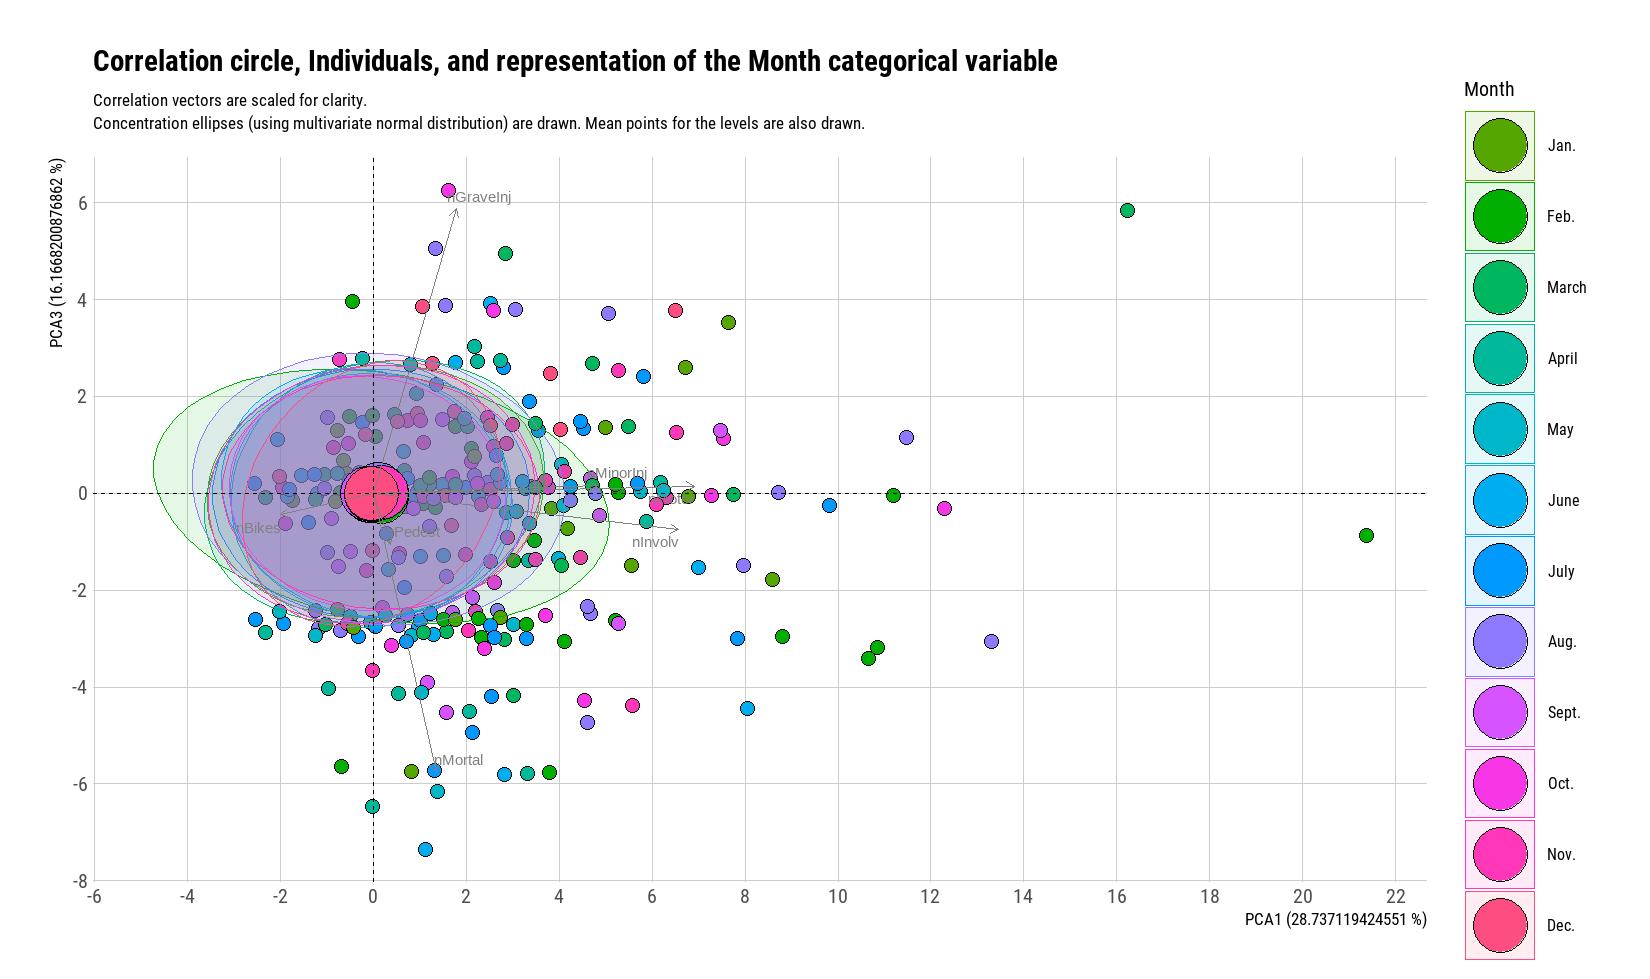 Correlation circle, Individuals, and representation of the Month categorical variable
Correlation vectors are scaled for clarity.
Concentration ellipses (using multivariate normal distribution) are drawn. Mean points for the levels are also drawn.
Month
Jan.
Feb.
March
April
May
June
July
Aug.
Sept.
Oct.
Nov.
Dec.
PCA3 (16.1668200876862 %)
6
4
2
0
-2
-4
-6
-8
nGraveInj
MinorInj
nInvolv
nBikes
Pedest
nMortal
-6 -4 -2 0 2 4 6 8 10 12 14 16 18 20 22
PCA1 (28.737119424551 %)